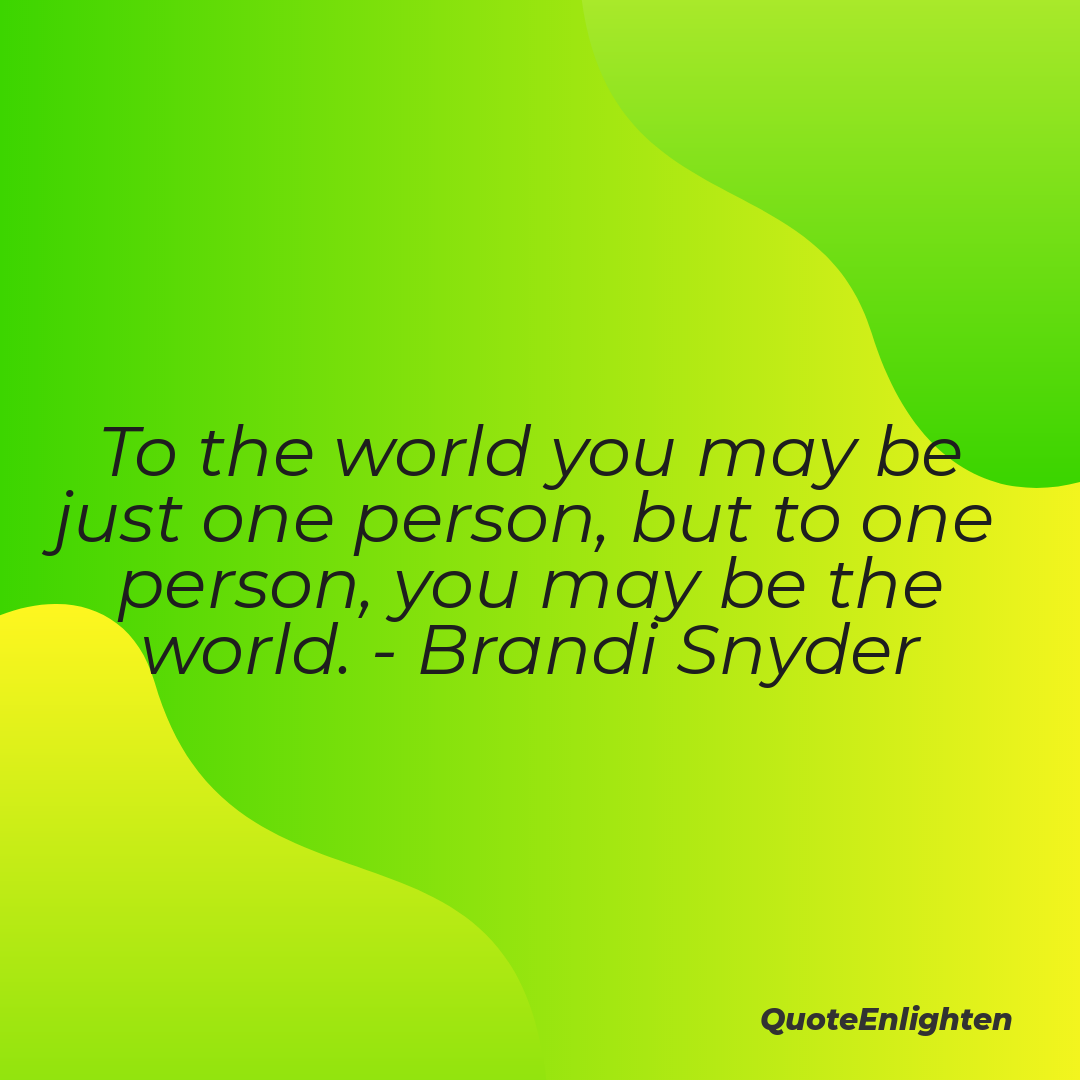 To the world you may be
just one person, but to one
person, you may be the
world. - Brandi Snyder
QuoteEnlighten